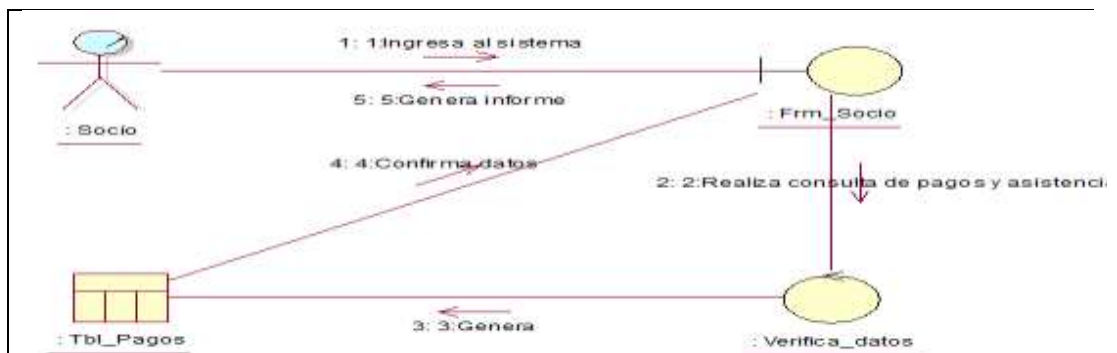 1: 1:Ingresa al sistema
5: 5:Genera informe
: Socio
: Frm_Socio
4: 4:Confirma datos
2: 2:Realiza consulta de pagos y asistencia
: Tbl_Pagos
3: 3:Genera
: Verifica_datos